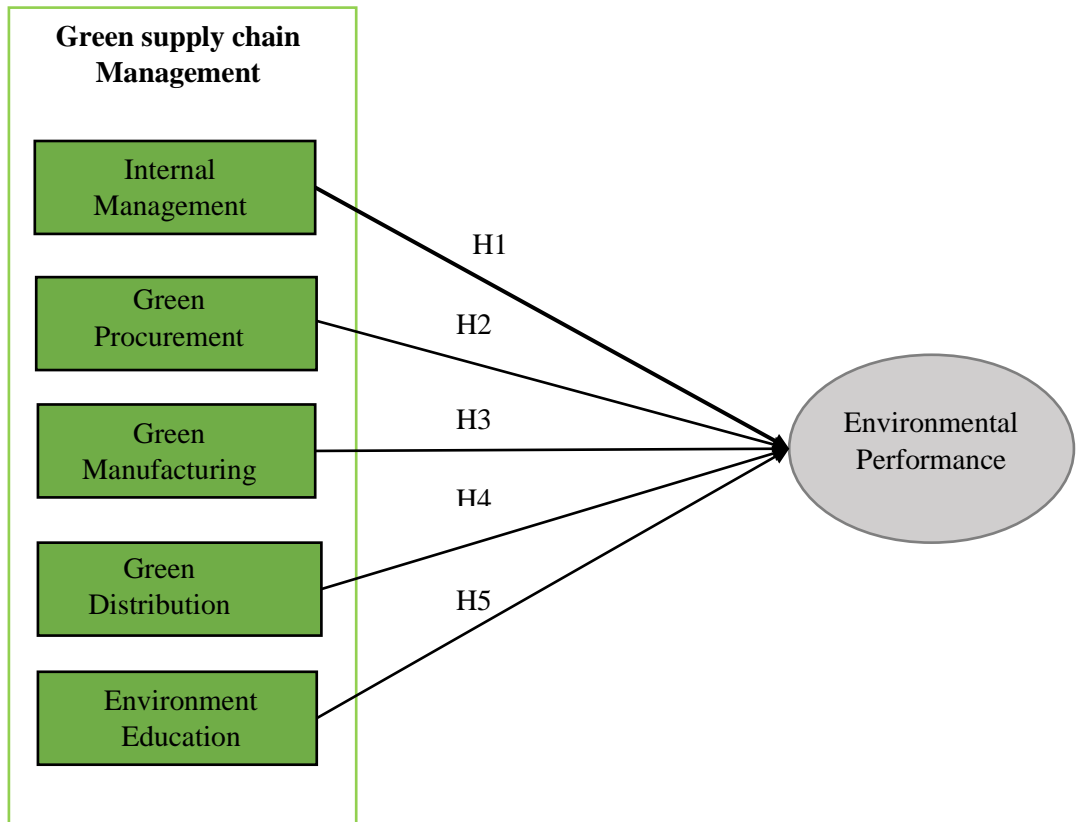 Green supply chain
Management
Internal
Management
H1
Green
Procurement
H2
Green
Manufacturing
H3
Environmental
Performance
Green
Distribution
H4
Environment
Education
H5